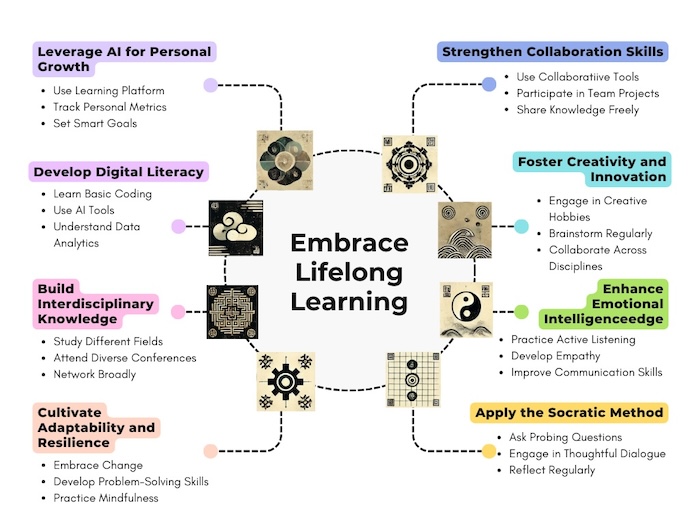 Leverage AI for Personal
Growth
• Use Learning Platform
• Track Personal Metrics
• Set Smart Goals
Develop Digital Literacy
• Learn Basic Coding
• Use AI Tools
• Understand Data
Analytics
Build
Interdisciplinary
Knowledge
• Study Different Fields
• Attend Diverse Conferences
• Network Broadly
Cultivate
Adaptability and
Resilience
• Embrace Change
• Develop Problem-Solving Skills
• Practice Mindfulness
Embrace
Lifelong
Learning
Strengthen Collaboration Skills
• Use Collaboratiive Tools
• Participate in Team Projects
• Share Knowledge Freely
Foster Creativity and
Innovation
• Engage in Creative
Hobbies
• Brainstorm Regularly
• Collaborate Across
Disciplines
Enhance
Emotional
Intelligenceedge
• Practice Active Listening
• Develop Empathy
• Improve Communication Skills
Apply the Socratic Method
• Ask Probing Questions
• Engage in Thoughtful Dialogue
• Reflect Regularly